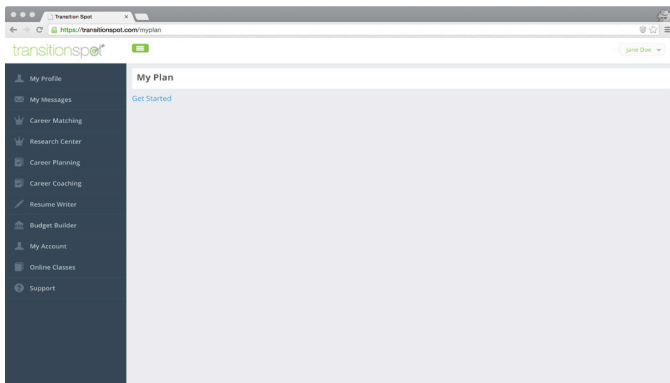 Transition Spot
https://transitionspot.com/myplan
transitionspot
Jane Doe
My Profile
My Messages
Career Matching
Research Center
Career Planning
Career Coaching
Resume Writer
Budget Builder
My Account
Online Classes
Support
My Plan
Get Started